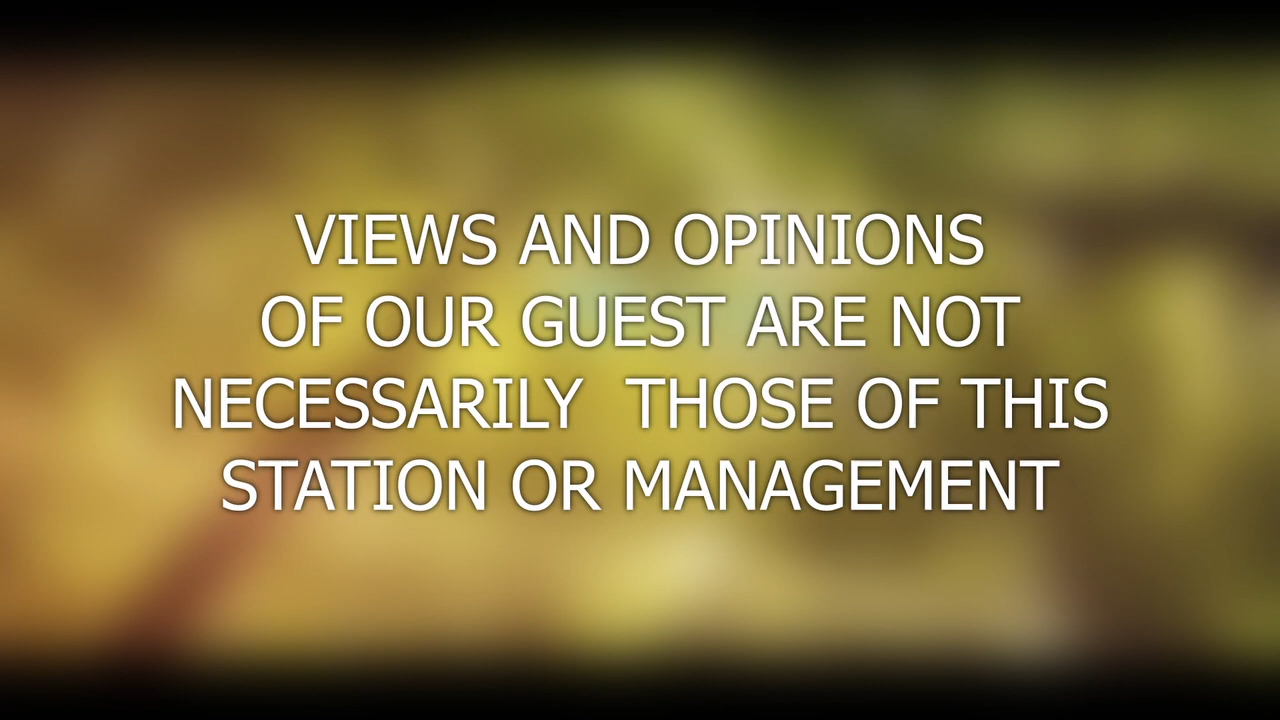 VIEWS AND OPINIONS
OF OUR GUEST ARE NOT
NECESSARILY  THOSE OF THIS
STATION OR MANAGEMENT